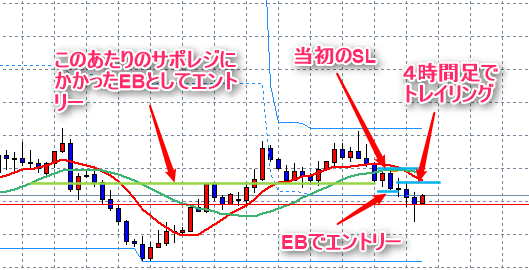 このあたりのサポレジに
かかったEBとしてエント
リー
当初のSL
４時間足で
トレイリング
EBでエントリー